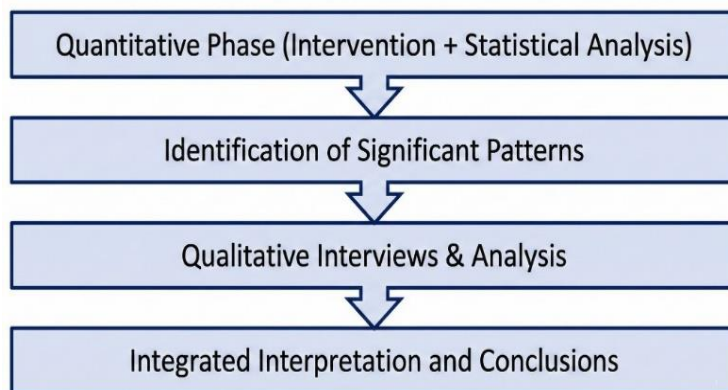 Quantitative Phase (Intervention + Statistical Analysis)
Identification of Significant Patterns
Qualitative Interviews & Analysis
Integrated Interpretation and Conclusions